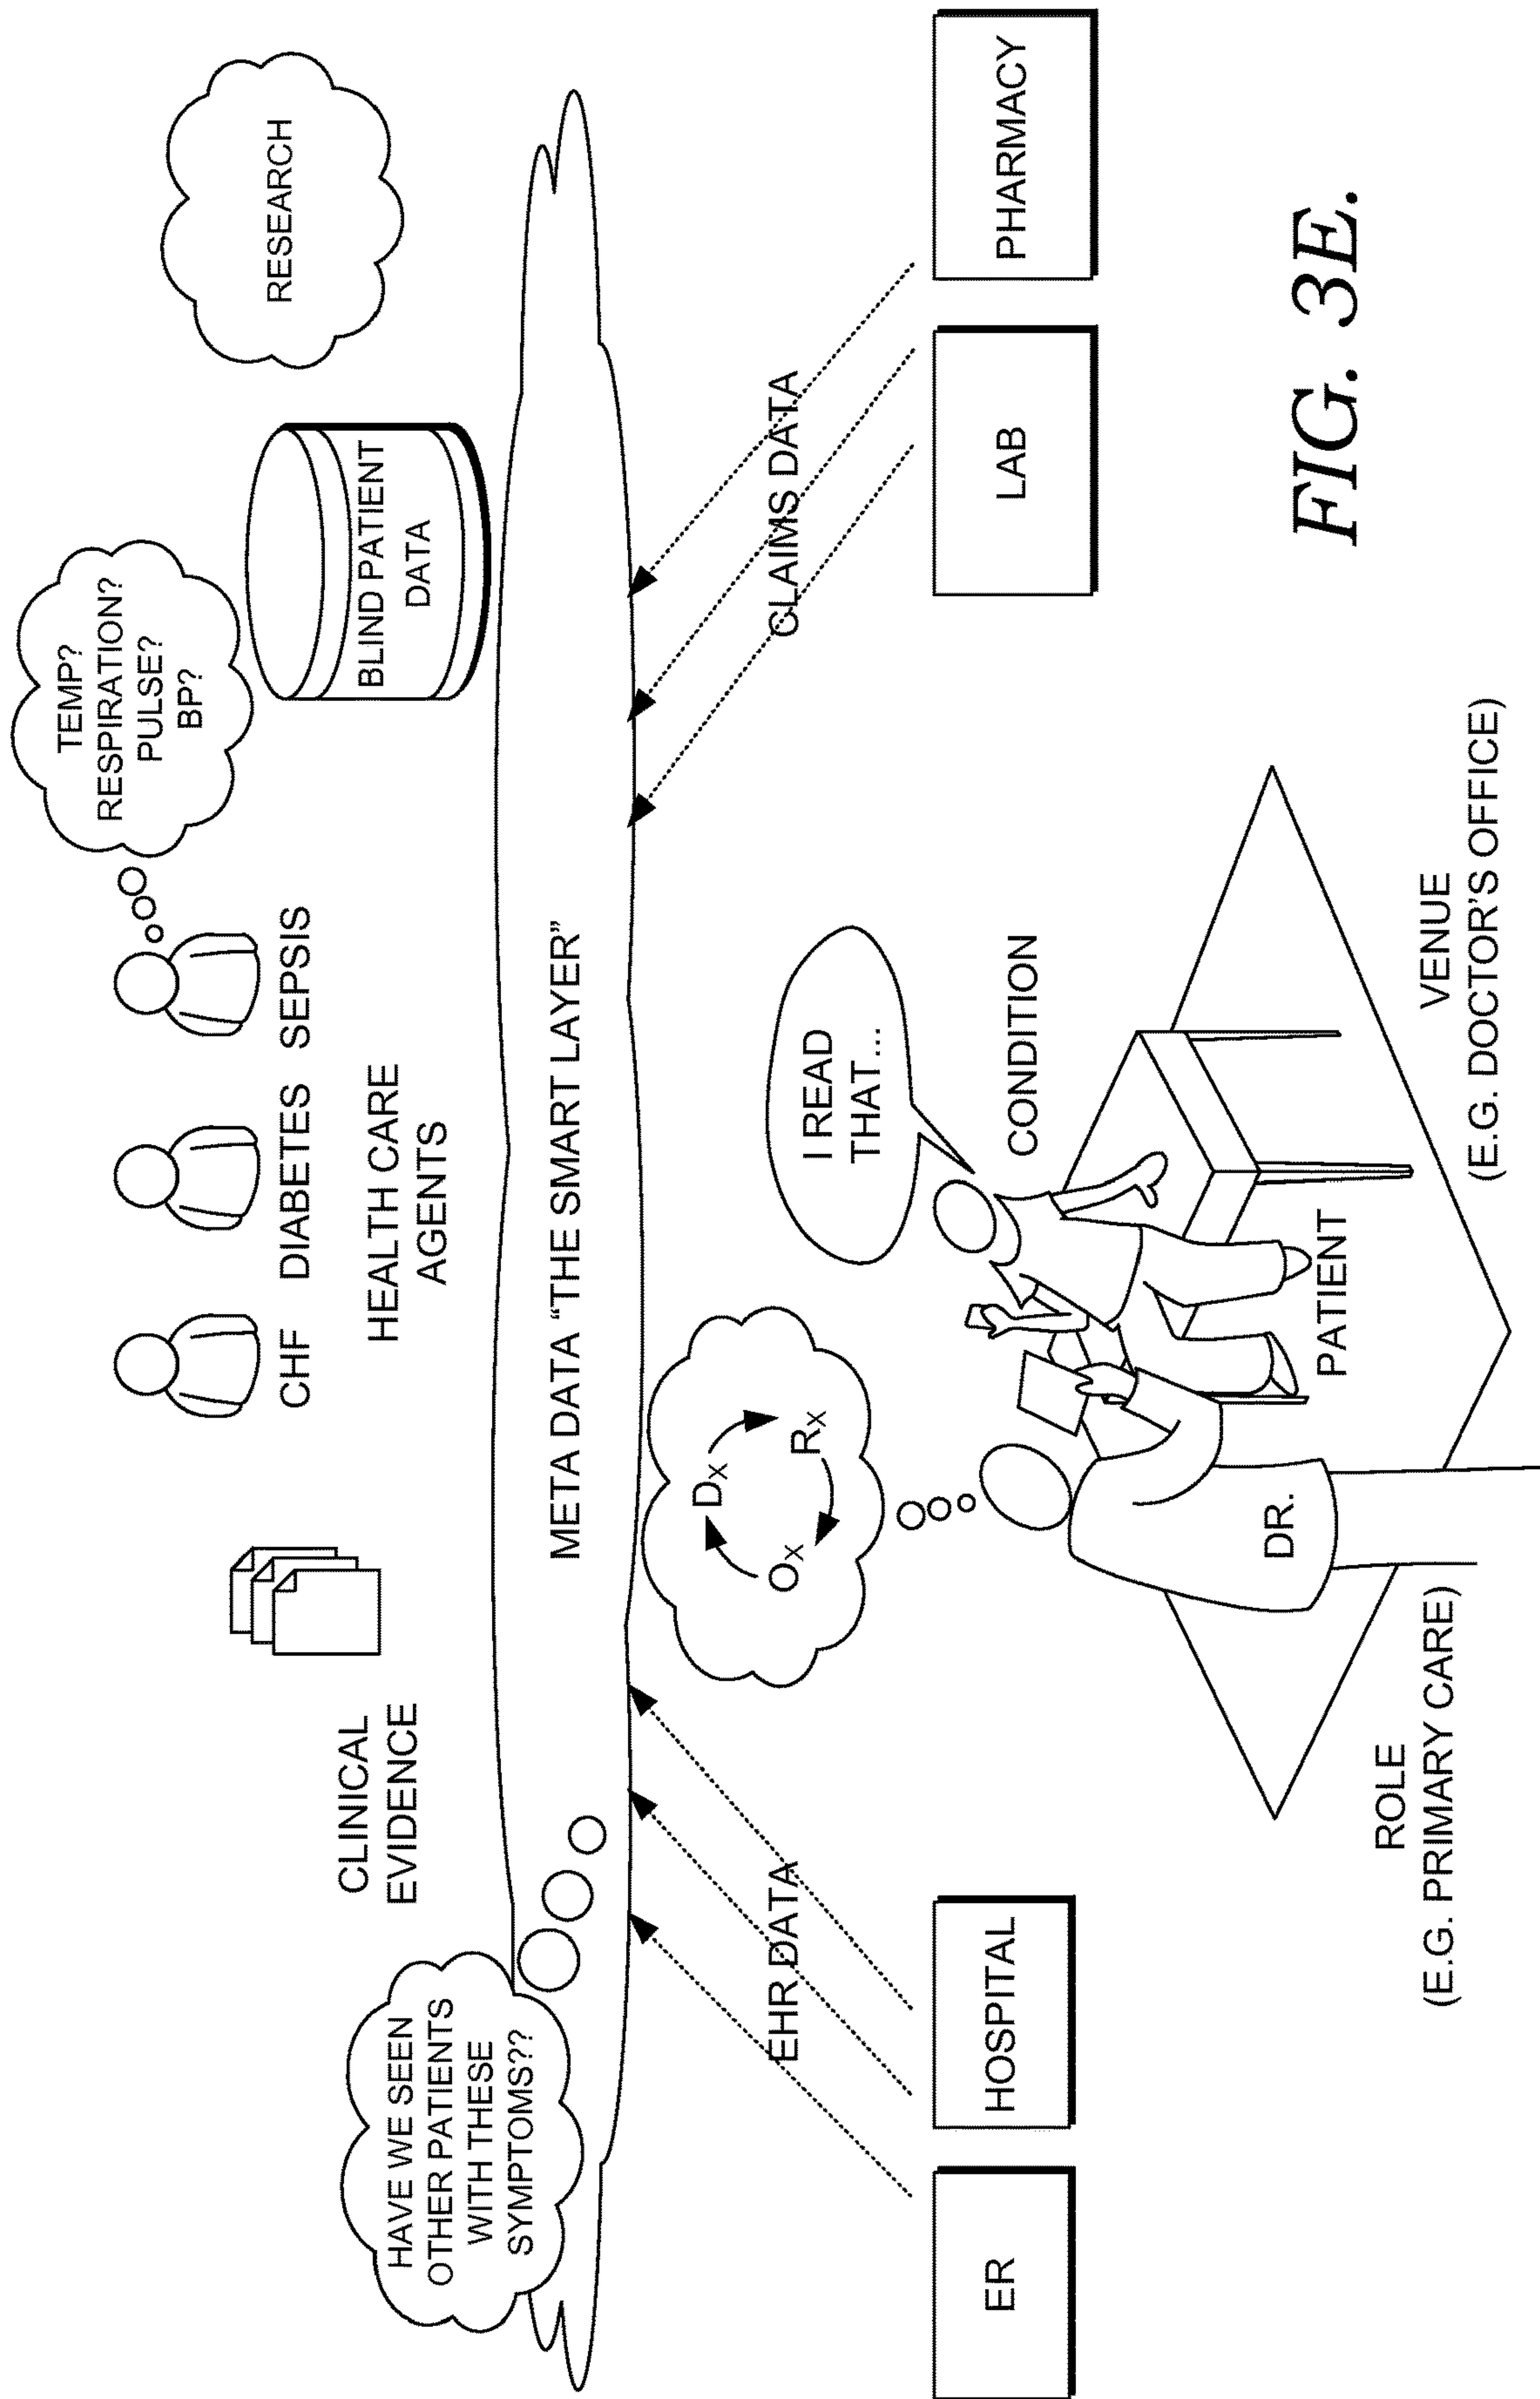 TEMP?
RESPIRATION?
PULSE?
BP?
RESEARCH
BLIND PATIENT
DATA
CHF
DIABETES
SEPSIS
HEALTH CARE
AGENTS
CLINICAL
EVIDENCE
HAVE WE SEEN
OTHER PATIENTS
WITH THESE
SYMPTOMS??
META DATA “THE SMART LAYER”
EHR DATA
DX
RX
OX
I READ
THAT...
CLAIMS DATA
ER
HOSPITAL
CONDITION
LAB
PHARMACY
DR.
PATIENT
ROLE
(E.G. PRIMARY CARE)
VENUE
(E.G. DOCTOR'S OFFICE)
FIG. 3E.